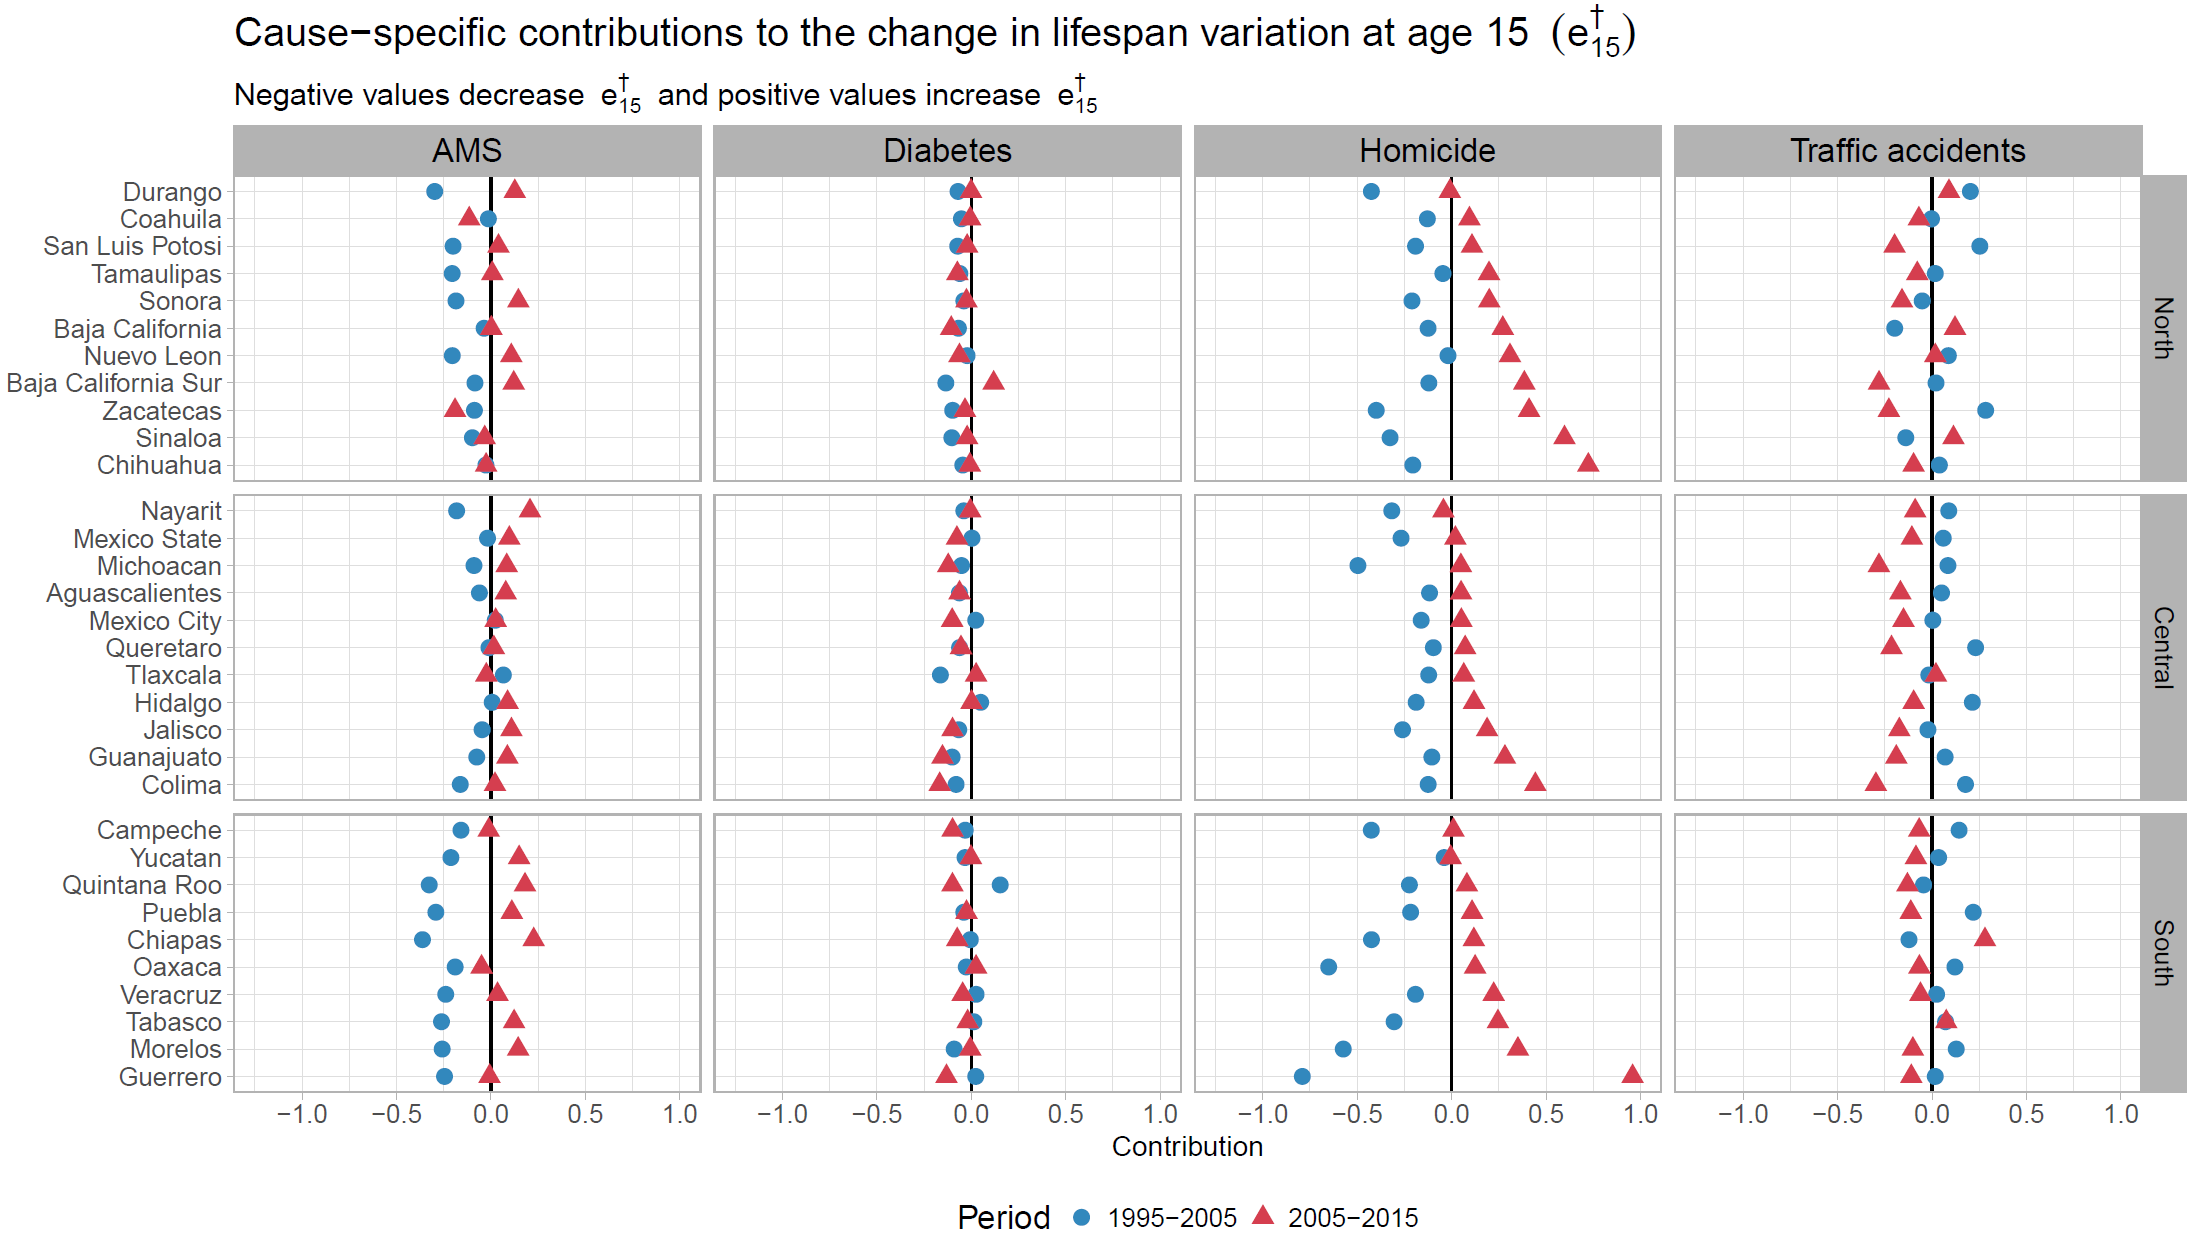 Cause−specific contributions to the change in lifespan variation at age 15 (e†15)
Negative values decrease e†15 and positive values increase e†15
AMS Diabetes Homicide Traffic accidents
Durango
Coahuila
San Luis Potosi
Tamaulipas
Sonora
Baja California
Nuevo Leon
Baja California Sur
Zacatecas
Sinaloa
Chihuahua
North
Nayarit
Mexico State
Michoacan
Aguascalientes
Mexico City
Queretaro
Tlaxcala
Hidalgo
Jalisco
Guanajuato
Colima
Central
Campeche
Yucatan
Quintana Roo
Puebla
Chiapas
Oaxaca
Veracruz
Tabasco
Morelos
Guerrero
South
−1.0 −0.5 0.0 0.5 1.0 −1.0 −0.5 0.0 0.5 1.0 −1.0 −0.5 0.0 0.5 1.0 −1.0 −0.5 0.0 0.5 1.0
Contribution
Period 1995−2005 2005−2015